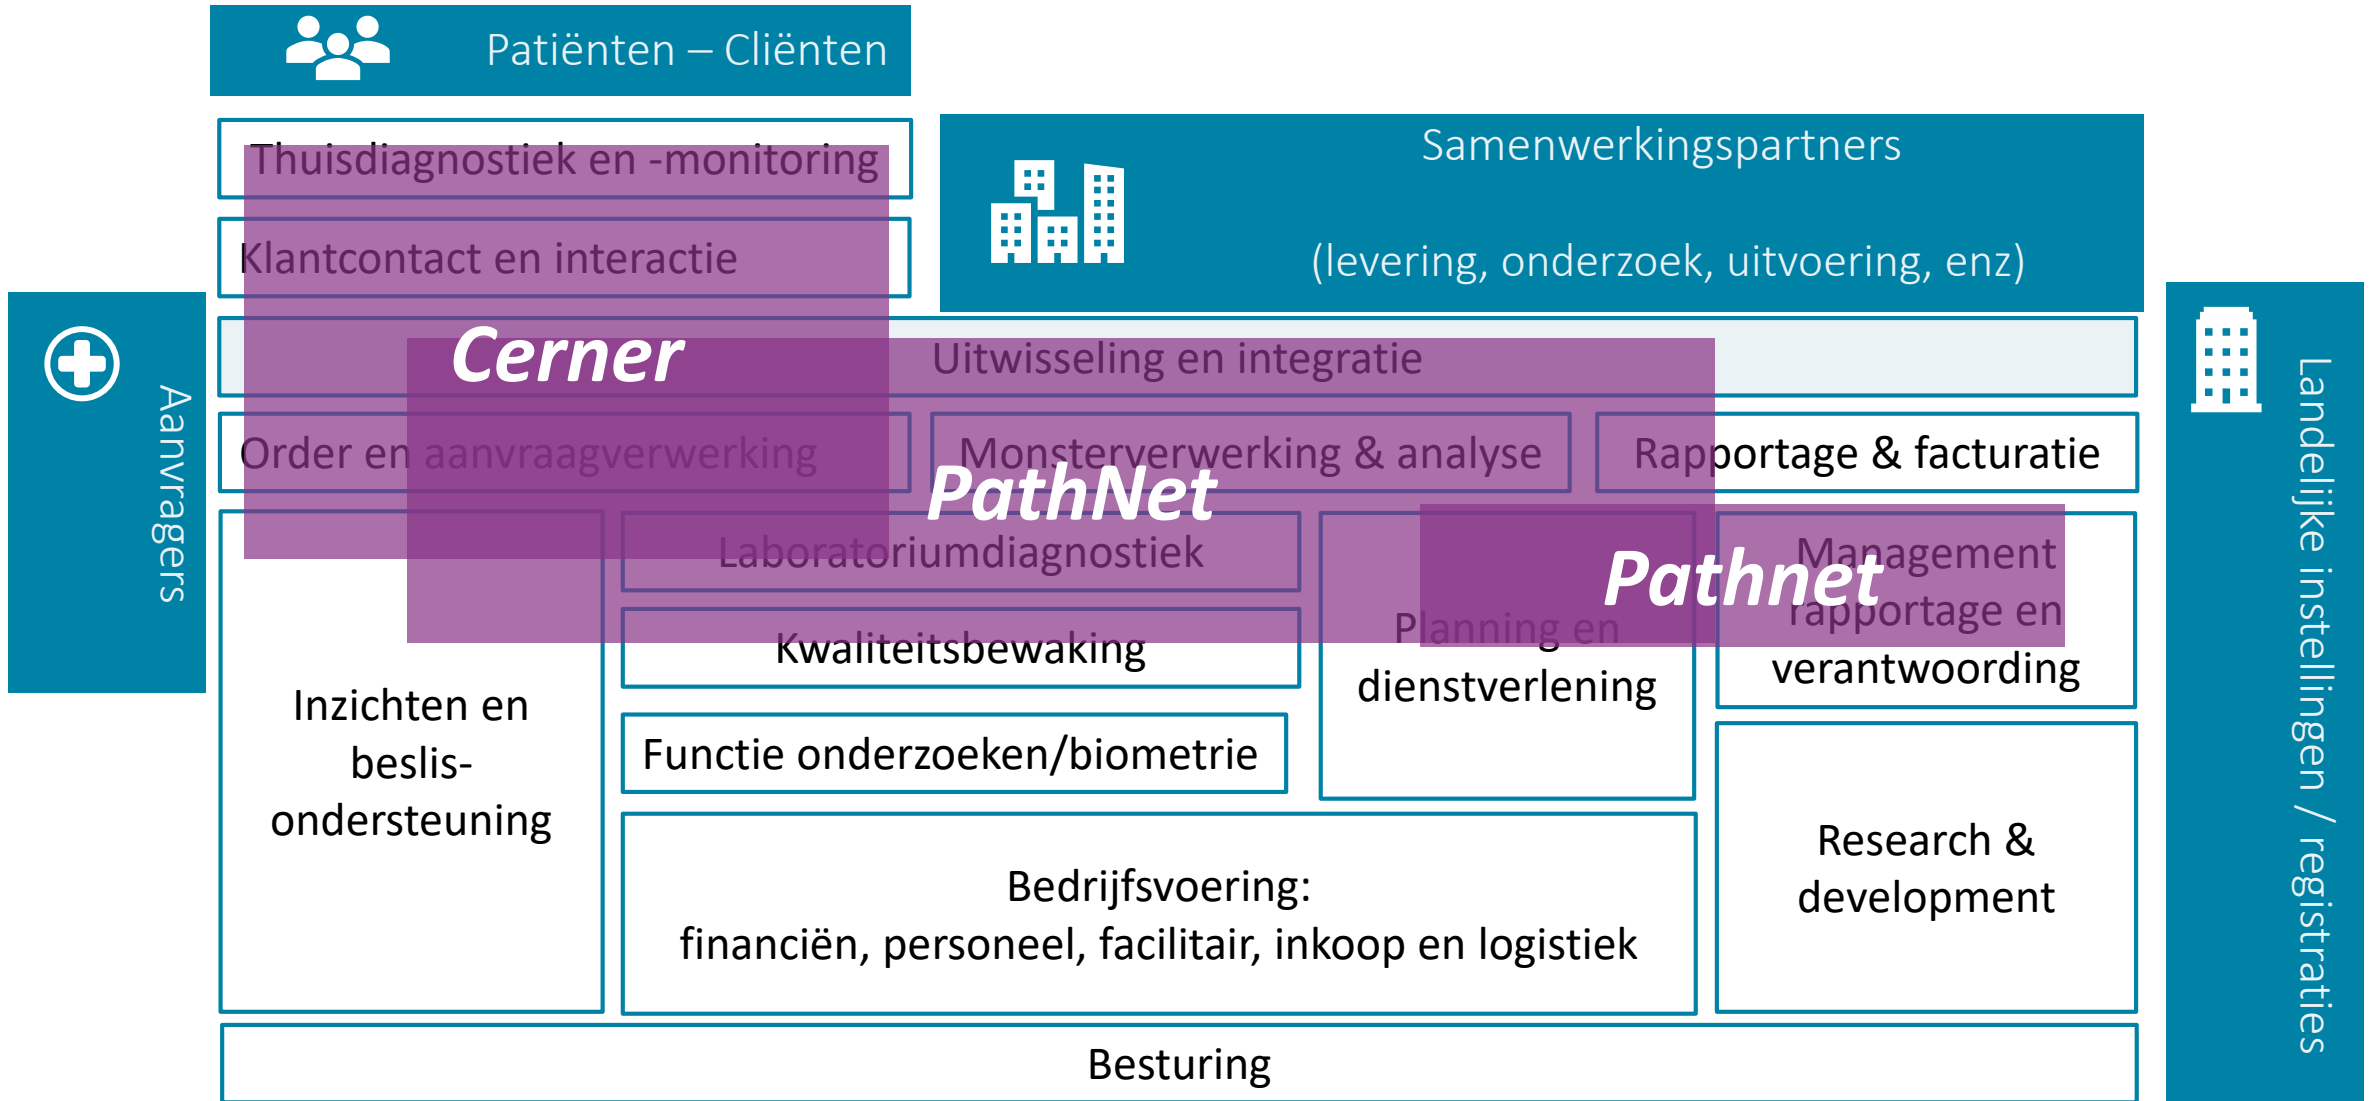 Patiënten – Cliënten
Thuisdiagnostiek en -monitoring
Klantcontact en interactie
Samenwerkingspartners
(levering, onderzoek, uitvoering, enz)
Aanvragers
Cerner
Uitwisseling en integratie
Order en aanvraagverwerking
Monsterverwerking & analyse
Rapportage & facturatie
PathNet
Laboratoriumdiagnostiek
Kwaliteitsbewaking
Functie onderzoeken/biometrie
Planning en
dienstverlening
Pathnet
Management
rapportage en
verantwoording
Inzichten en
beslis-
ondersteuning
Bedrijfsvoering:
financiën, personeel, facilitair, inkoop en logistiek
Research &
development
Besturing
Landelijke instellingen / registraties